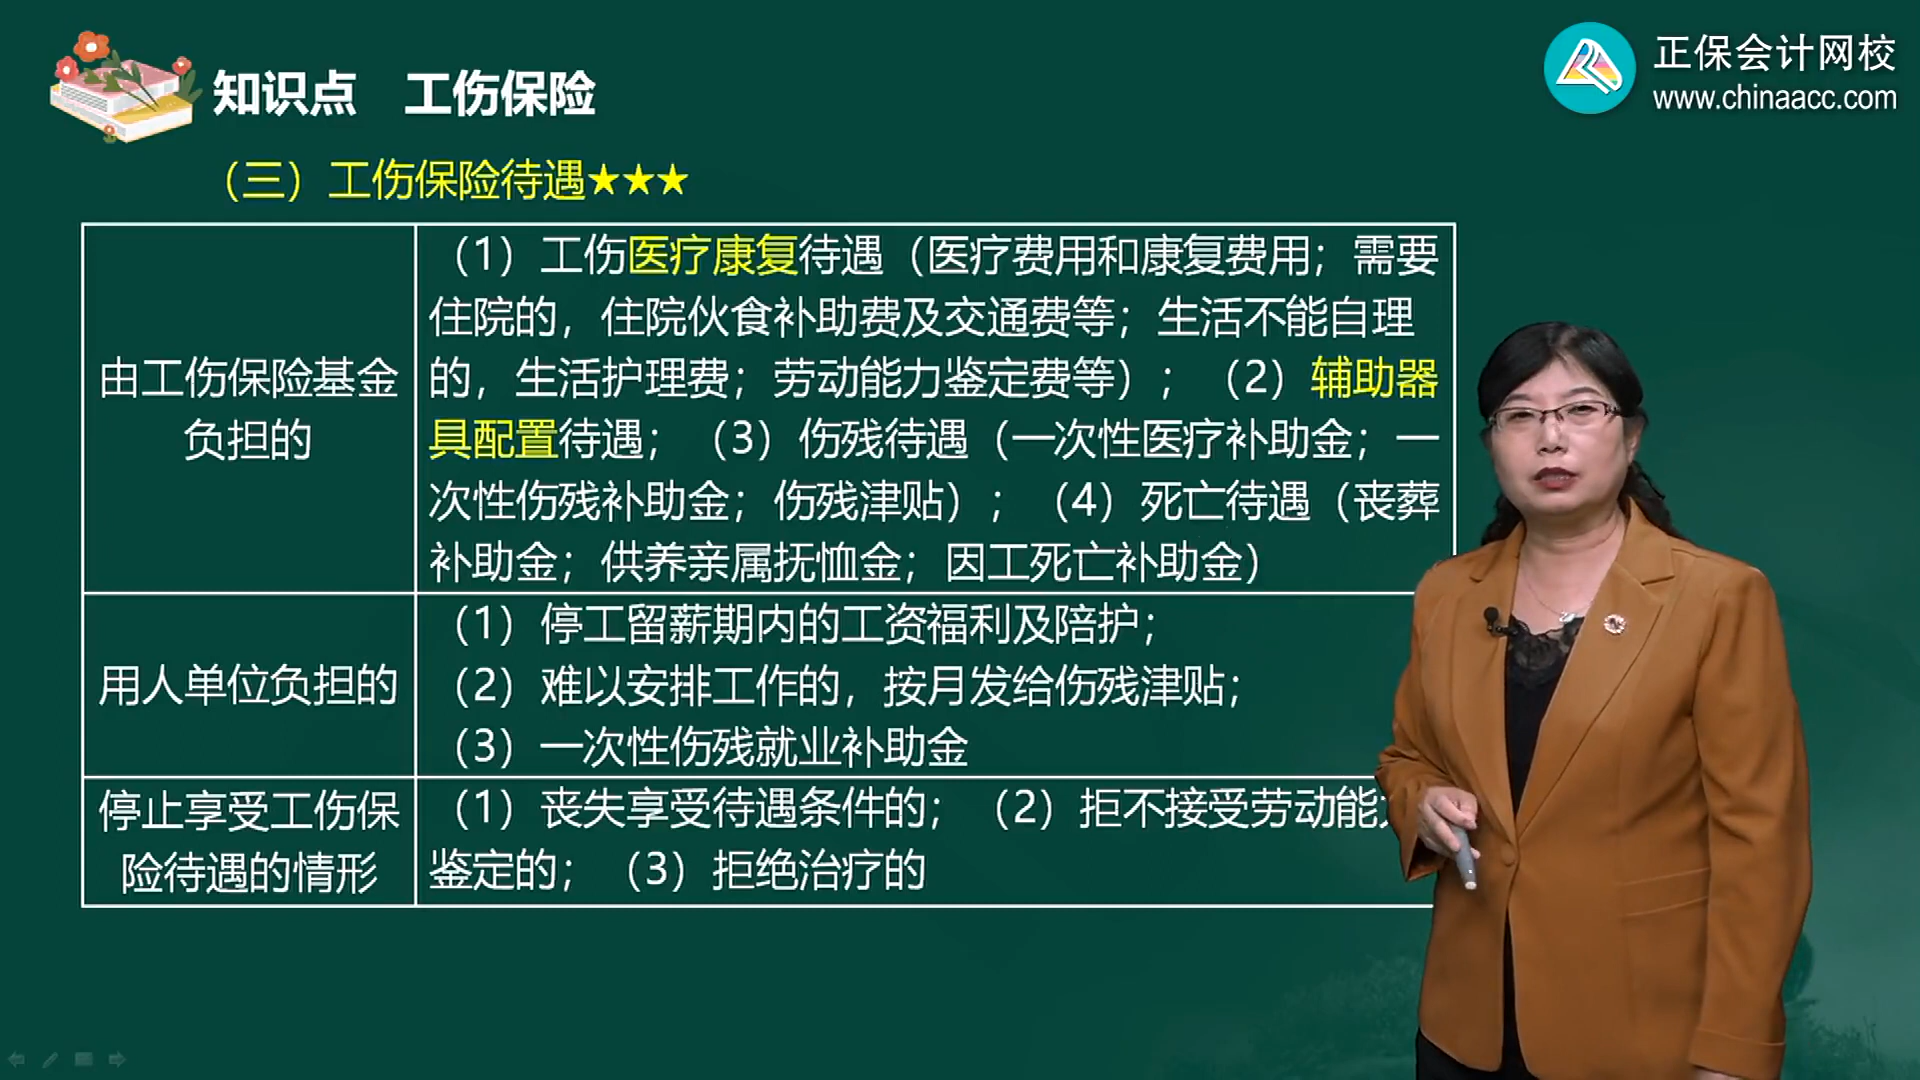 知识点 工伤保险
正保会计网校
www.chinaacc.com
（三）工伤保险待遇★★★
由工伤保险基金
负担的
（1）工伤医疗康复待遇（医疗费用和康复费用；需要
住院的，住院伙食补助费及交通费等；生活不能自理
的，生活护理费；劳动能力鉴定费等）；（2）辅助器
具配置待遇；（3）伤残待遇（一次性医疗补助金；一
次性伤残补助金；伤残津贴）；（4）死亡待遇（丧葬
补助金；供养亲属抚恤金；因工死亡补助金）
用人单位负担的
（1）停工留薪期内的工资福利及陪护；
（2）难以安排工作的，按月发给伤残津贴；
（3）一次性伤残就业补助金
停止享受工伤保
险待遇的情形
（1）丧失享受待遇条件的；（2）拒不接受劳动能
鉴定的；（3）拒绝治疗的